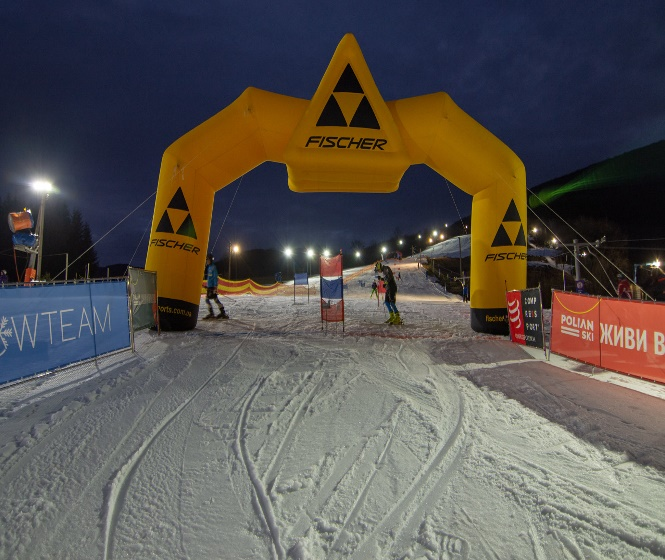 FISCHER
FISCHER
FISCHER
WTEAM
POLIAN
SKI
ЖИВИ В